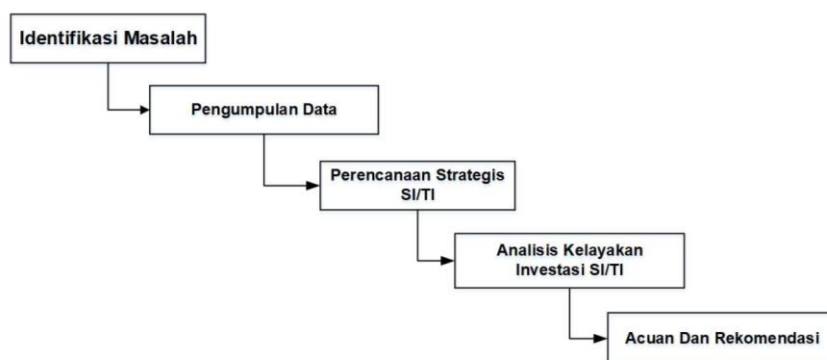 Identifikasi Masalah
Pengumpulan Data
Perencanaan Strategis
SI/TI
Analisis Kelayakan
Investasi SI/TI
Acuan Dan Rekomendasi